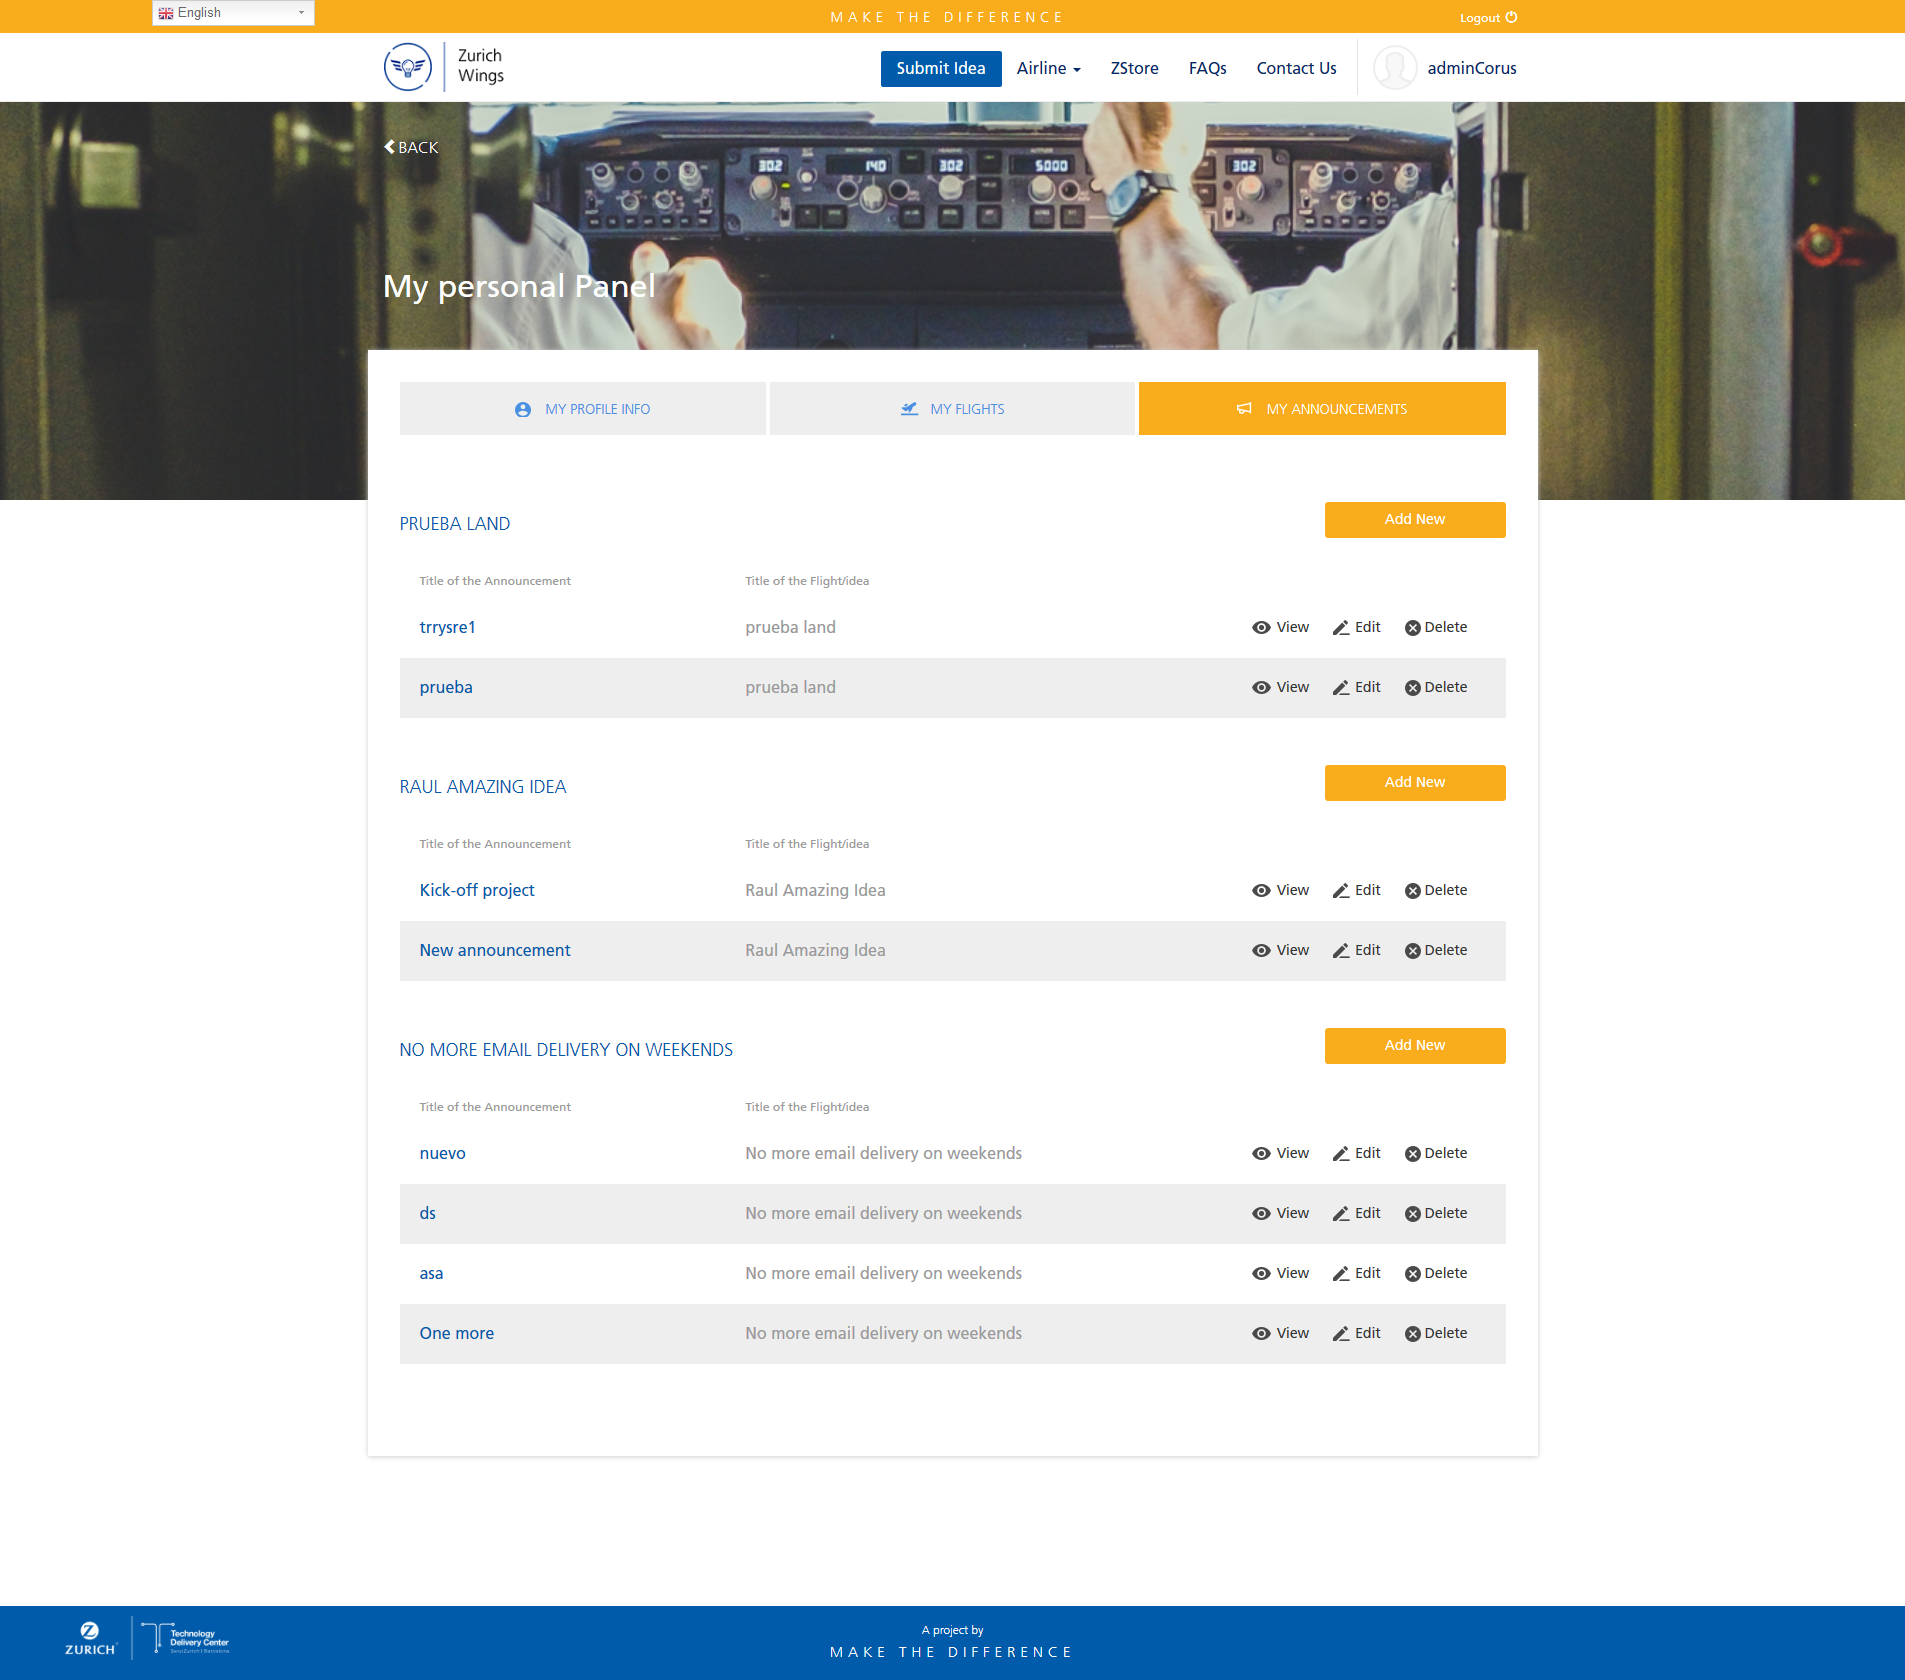 English
MAKE THE DIFFERENCE
Logout
Zurich
Wings
Submit Idea
Airline
ZStore
FAQs
Contact Us
adminCorus
302
140
302
5000
302
BACK
My personal Panel
MY PROFILE INFO
MY FLIGHTS
MY ANNOUNCEMENTS
PRUEBA LAND
Add New
Title of the Announcement
Title of the Flight/idea
trrysre1
prueba land
View
Edit
Delete
prueba
prueba land
View
Edit
Delete
RAUL AMAZING IDEA
Add New
Title of the Announcement
Title of the Flight/idea
Kick-off project
Raul Amazing Idea
View
Edit
Delete
New announcement
Raul Amazing Idea
View
Edit
Delete
NO MORE EMAIL DELIVERY ON WEEKENDS
Add New
Title of the Announcement
Title of the Flight/idea
nuevo
No more email delivery on weekends
View
Edit
Delete
ds
No more email delivery on weekends
View
Edit
Delete
asa
No more email delivery on weekends
View
Edit
Delete
One more
No more email delivery on weekends
View
Edit
Delete
ZURICH
Technology
Delivery Center
A project by
MAKE THE DIFFERENCE